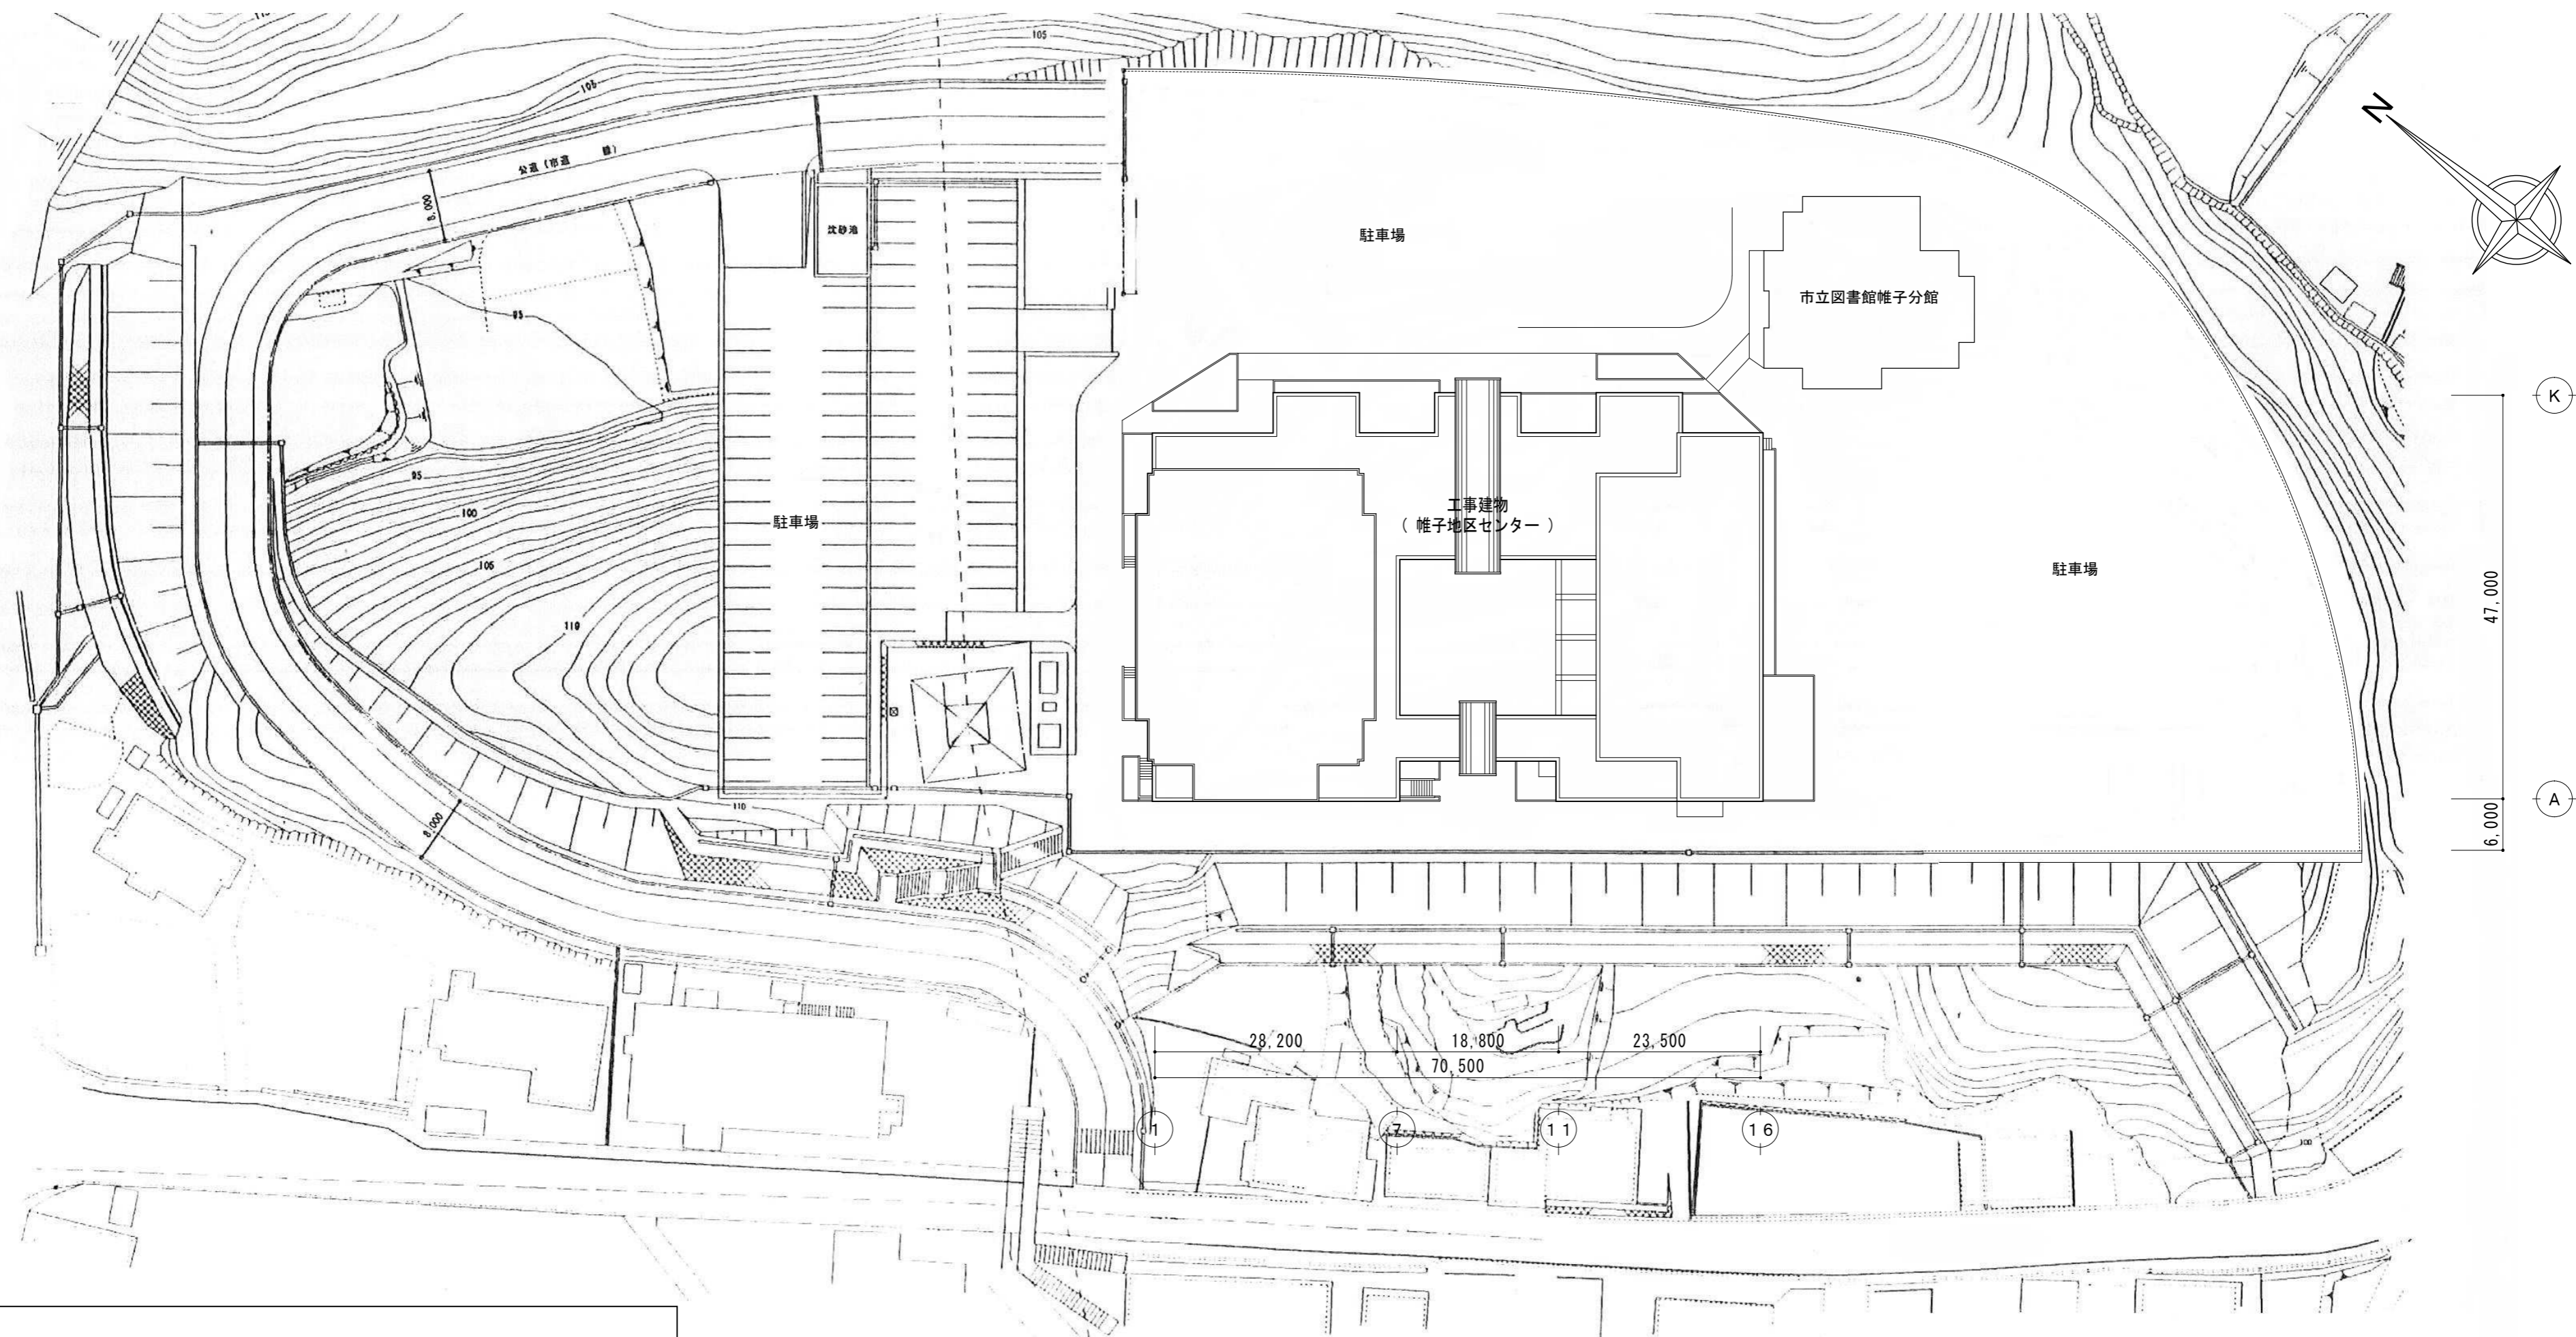 105
105
N
公道 (市道 線)
8,000
沈砂池
駐車場
市立図書館帷子分館
95
K
95
100
駐車場
工事建物
( 帷子地区センター )
105
駐車場
47,000
110
A
110
8,000
6,000
28,200
18,800
23,500
70,500
1
7
11
16
100